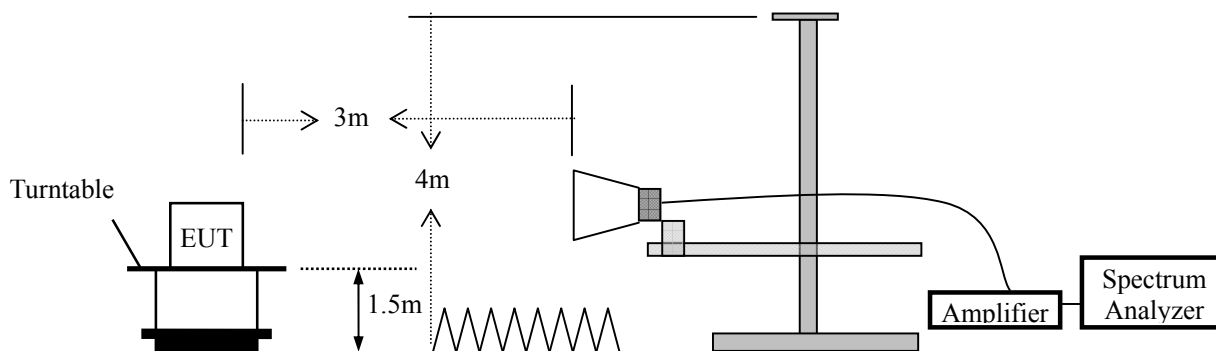 3m
4m
Turntable
EUT
1.5m
Amplifier
Spectrum
Analyzer